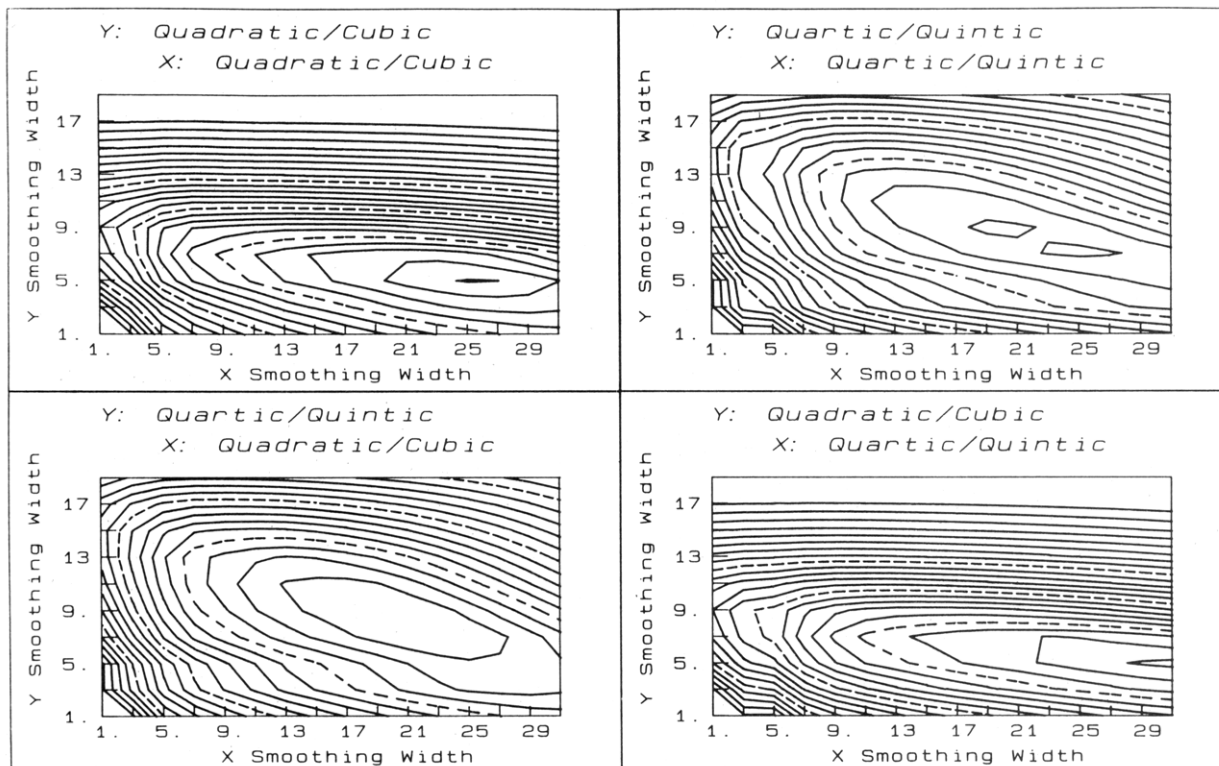 Y: Quadratic/Cubic
X: Quadratic/Cubic
Y Smoothing Width
17
13
9.
5.
1.
1. 5. 9. 13 17 21 25 29
X Smoothing Width
Y: Quartic/Quintic
X: Quartic/Quintic
Y Smoothing Width
17
13
9.
5.
1.
1. 5. 9. 13 17 21 25 29
X Smoothing Width
Y: Quartic/Quintic
X: Quadratic/Cubic
Y Smoothing Width
17
13
9.
5.
1.
1. 5. 9. 13 17 21 25 29
X Smoothing Width
Y: Quadratic/Cubic
X: Quartic/Quintic
Y Smoothing Width
17
13
9.
5.
1.
1. 5. 9. 13 17 21 25 29
X Smoothing Width